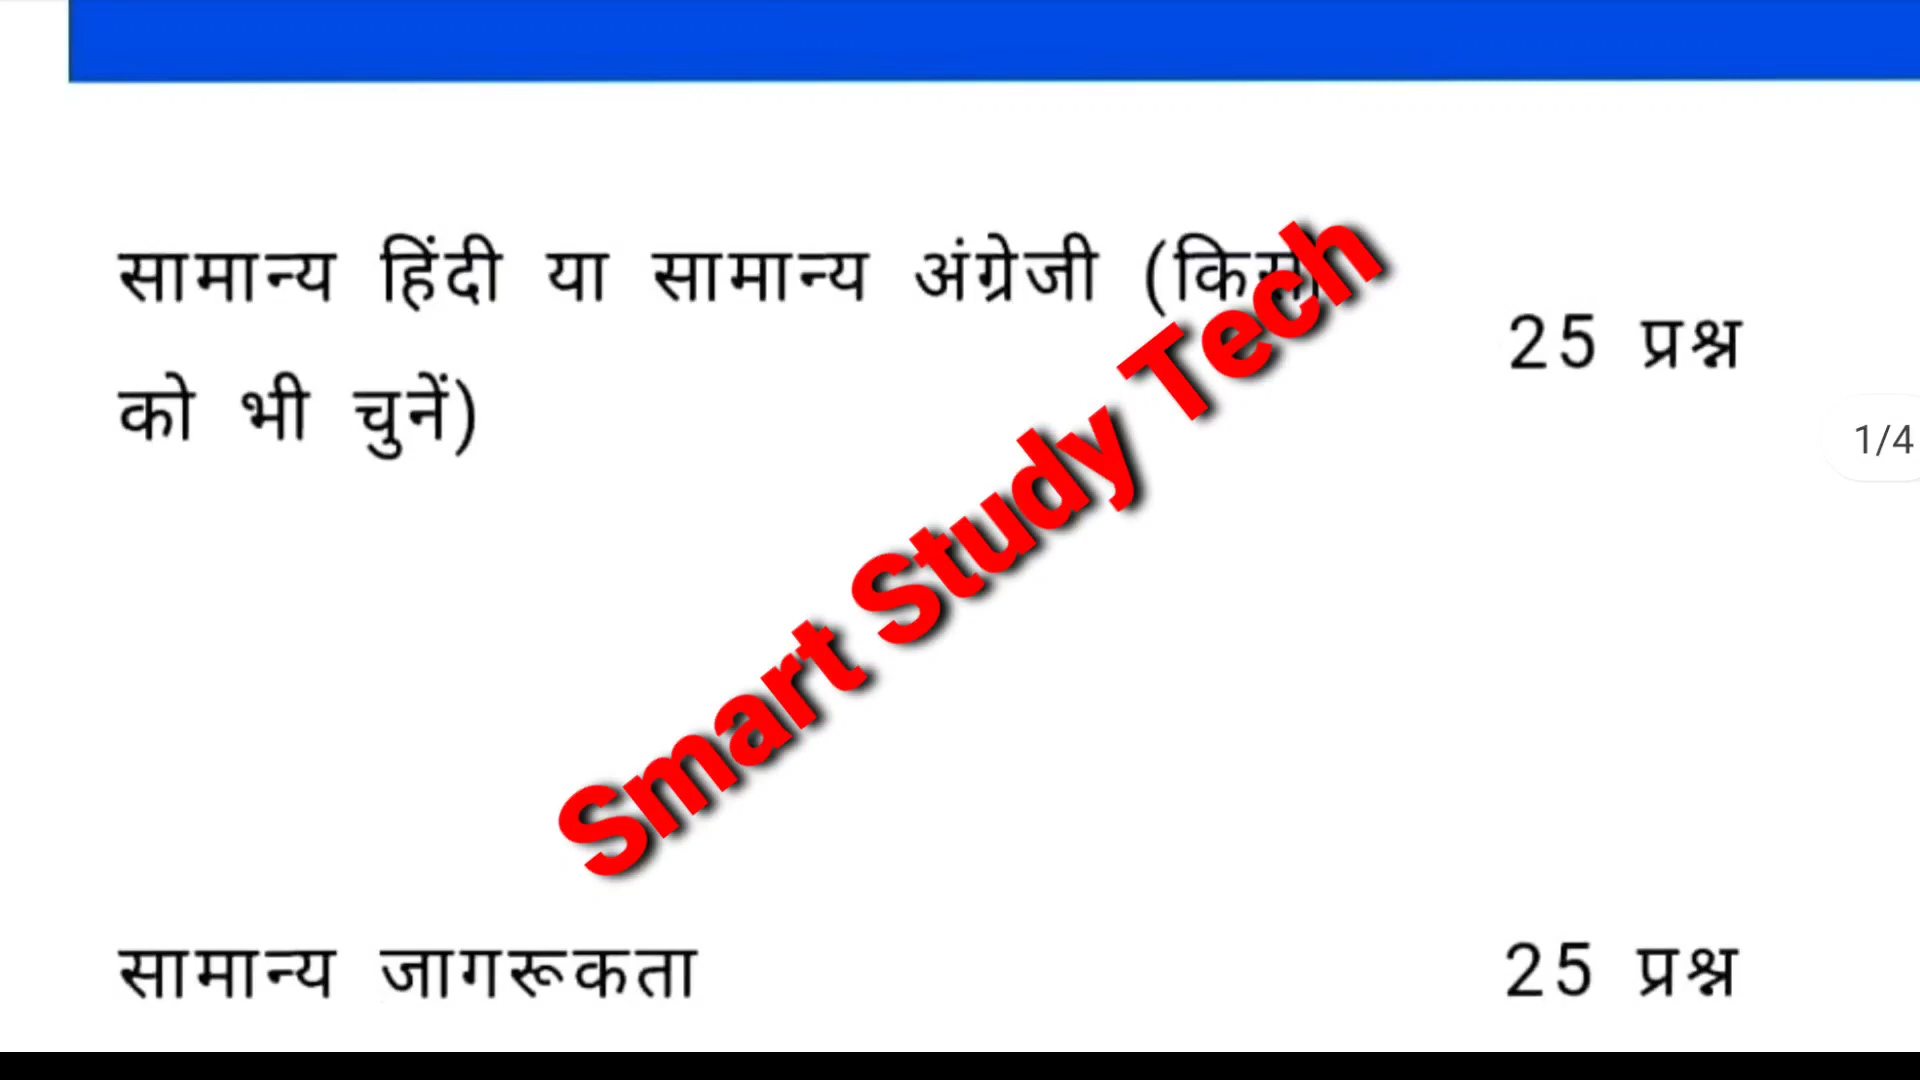 सामान्य हिंदी या सामान्य अंग्रेजी
25 प्रश्न
को भी चुनें)
1/4
Smart Study Tech
सामान्य जागरूकता
25 प्रश्न